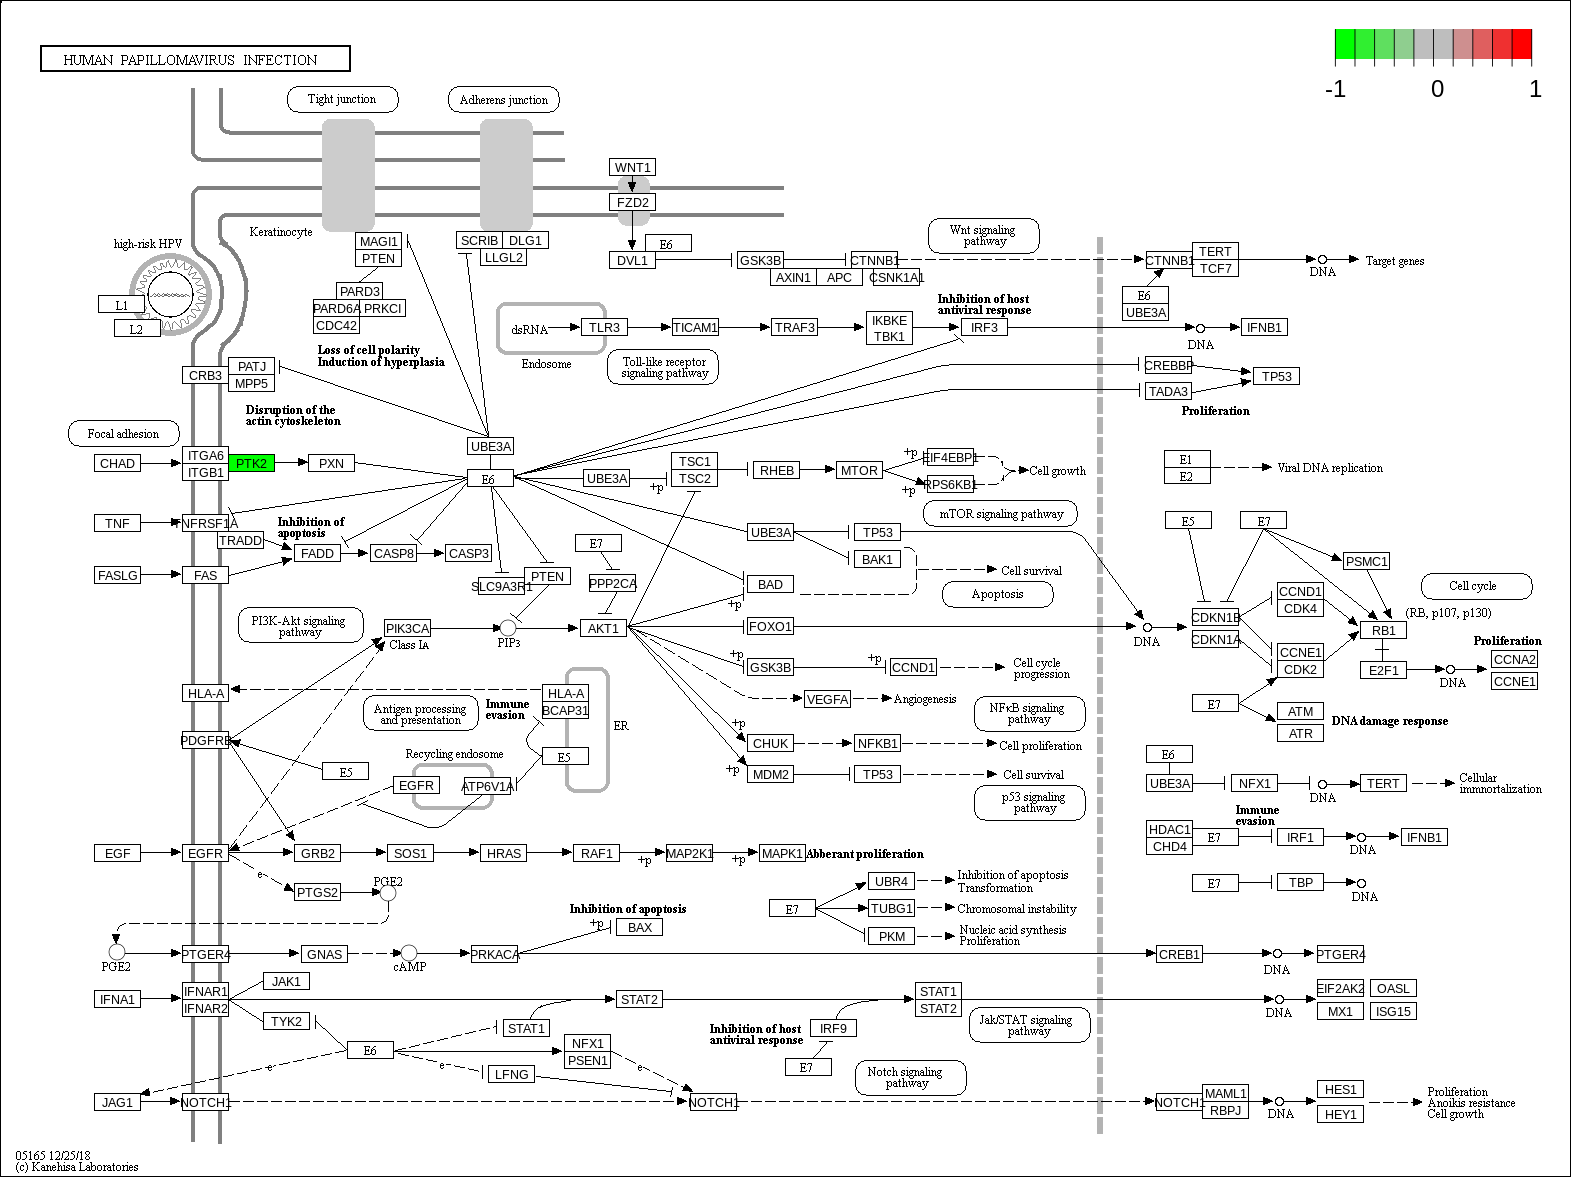 HUMAN PAPILLOMAVIRUS INFECTION
-1
0
1
Tight junction
Adherens junction
WNT1
FZD2
Keratinocyte
high-risk HPV
L1
L2
MAGI1
PTEN
SCRIB
DLG1
LLGL2
E6
DVL1
GSK3B
CTNNB1
AXIN1
APC
CSNK1A1
Wnt signaling
pathway
CTNNB1
TERT
TCF7
DNA
Target genes
E6
UBE3A
PARD3
PARD6A
PRKCI
CDC42
Loss of cell polarity
Induction of hyperplasia
dsRNA
TLR3
TICAM1
TRAF3
IKBKE
TBK1
Inhibition of host
antiviral response
IRF3
DNA
IFNB1
Endosome
Toll-like receptor
signaling pathway
CRB3
PATJ
MPP5
CREBBP
TADA3
TP53
Proliferation
Disruption of the
actin cytoskeleton
Focal adhesion
CHAD
ITGA6
ITGB1
PTK2
PXN
UBE3A
E6
UBE3A
+p
TSC1
TSC2
RHEB
MTOR
+p
+p
EIF4EBP1
RPS6KB1
Cell growth
mTOR signaling pathway
E1
E2
Viral DNA replication
TNF
NFRSF1A
TRADD
Inhibition of
apoptosis
FADD
CASP8
CASP3
FASLG
FAS
SLC9A3R1
PTEN
E7
PPP2CA
UBE3A
TP53
BAK1
BAD
+p
Cell survival
Apoptosis
E5
E7
PSMC1
Cell cycle
PI3K-Akt signaling
pathway
PIK3CA
Class IA
PIP3
AKT1
FOXO1
DNA
CDKN1B
CDKN1A
CCND1
CDK4
CCNE1
CDK2
(RB, p107, p130)
RB1
E2F1
DNA
Proliferation
CCNA2
CCNE1
+p
GSK3B
+p
CCND1
Cell cycle
progression
HLA-A
Antigen processing
and presentation
Immune
evasion
HLA-A
BCAP31
ER
VEGFA
Angiogenesis
NFκB signaling
pathway
E7
ATM
ATR
DNA damage response
PDGFRB
E5
Recycling endosome
EGFR
ATP6V1A
E5
+p
CHUK
NFKB1
Cell proliferation
+p
MDM2
TP53
Cell survival
p53 signaling
pathway
E6
UBE3A
NFX1
DNA
TERT
Cellular
immnortalization
Immune
evasion
HDAC1
CHD4
E7
IRF1
DNA
IFNB1
EGF
EGFR
GRB2
SOS1
HRAS
RAF1
+p
MAP2K1
+p
MAPK1
Abberant proliferation
e
PTGS2
PGE2
E7
UBR4
Inhibition of apoptosis
Transformation
TUBG1
Chromosomal instability
PKM
Nucleic acid synthesis
Proliferation
E7
TBP
DNA
Inhibition of apoptosis
+p
BAX
PGE2
PTGER4
GNAS
cAMP
PRKACA
CREB1
DNA
PTGER4
IFNA1
IFNAR1
IFNAR2
JAK1
TYK2
STAT2
STAT1
STAT1
STAT2
DNA
EIF2AK2
OASL
MX1
ISG15
Inhibition of host
antiviral response
IRF9
E7
Jak/STAT signaling
pathway
E6
NFX1
PSEN1
e
e
e
LFNG
Notch signaling
pathway
JAG1
NOTCH1
NOTCH1
NOTCH1
MAML1
RBPJ
DNA
HES1
HEY1
Proliferation
Anoikis resistance
Cell growth
05165 12/25/18
(c) Kanehisa Laboratories